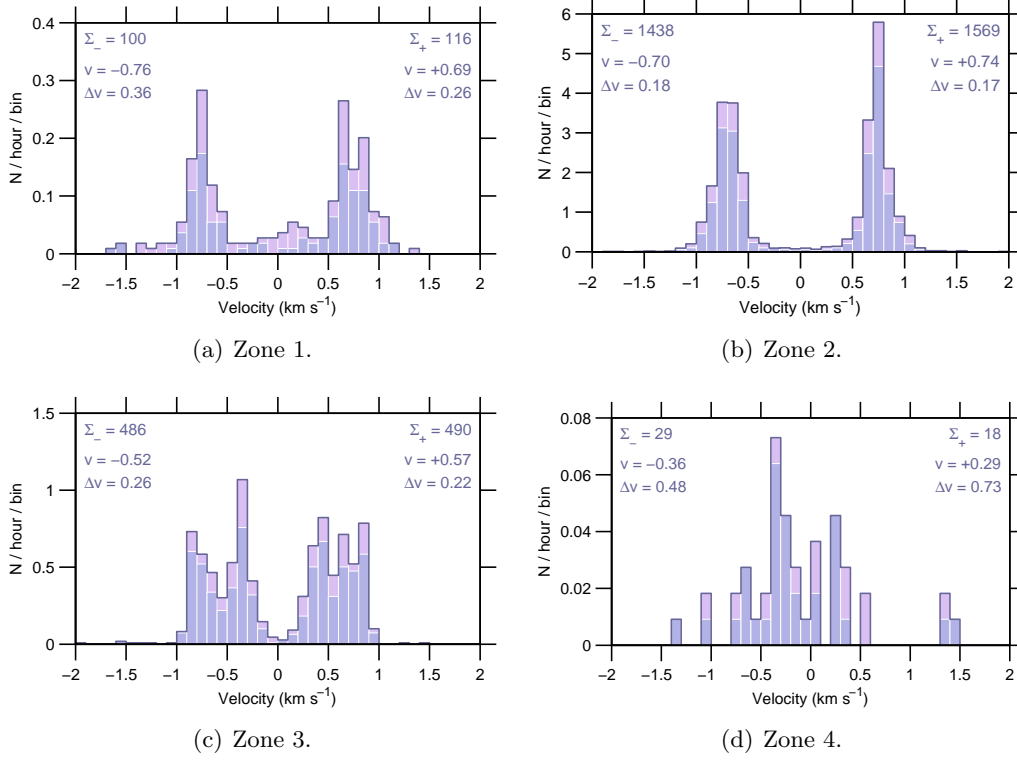 0.4
0.3
0.2
0.1
0
N / hour / bin
Σ− = 100
v = −0.76
Δv = 0.36
Σ+ = 116
v = +0.69
Δv = 0.26
−2 −1.5 −1 −0.5 0 0.5 1 1.5 2
Velocity (km s−1)
(a) Zone 1.
6
5
4
3
2
1
0
N / hour / bin
Σ− = 1438
v = −0.70
Δv = 0.18
Σ+ = 1569
v = +0.74
Δv = 0.17
−2 −1.5 −1 −0.5 0 0.5 1 1.5 2
Velocity (km s−1)
(b) Zone 2.
1.5
1
0.5
0
N / hour / bin
Σ− = 486
v = −0.52
Δv = 0.26
Σ+ = 490
v = +0.57
Δv = 0.22
−2 −1.5 −1 −0.5 0 0.5 1 1.5 2
Velocity (km s−1)
(c) Zone 3.
0.08
0.06
0.04
0.02
0
N / hour / bin
Σ− = 29
v = −0.36
Δv = 0.48
Σ+ = 18
v = +0.29
Δv = 0.73
−2 −1.5 −1 −0.5 0 0.5 1 1.5 2
Velocity (km s−1)
(d) Zone 4.